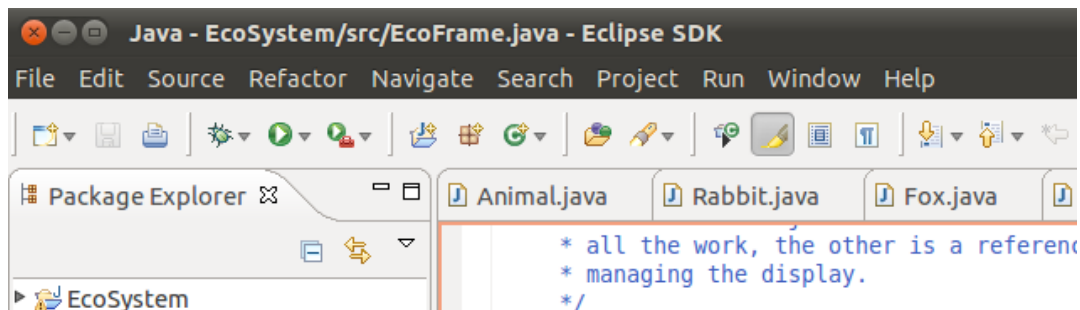 Java - EcoSystem/src/EcoFrame.java - Eclipse SDK
File Edit Source Refactor Navigate Search Project Run Window Help
Package Explorer
Animal.java Rabbit.java Fox.java
* all the work, the other is a referenc
* managing the display.
*/
EcoSystem